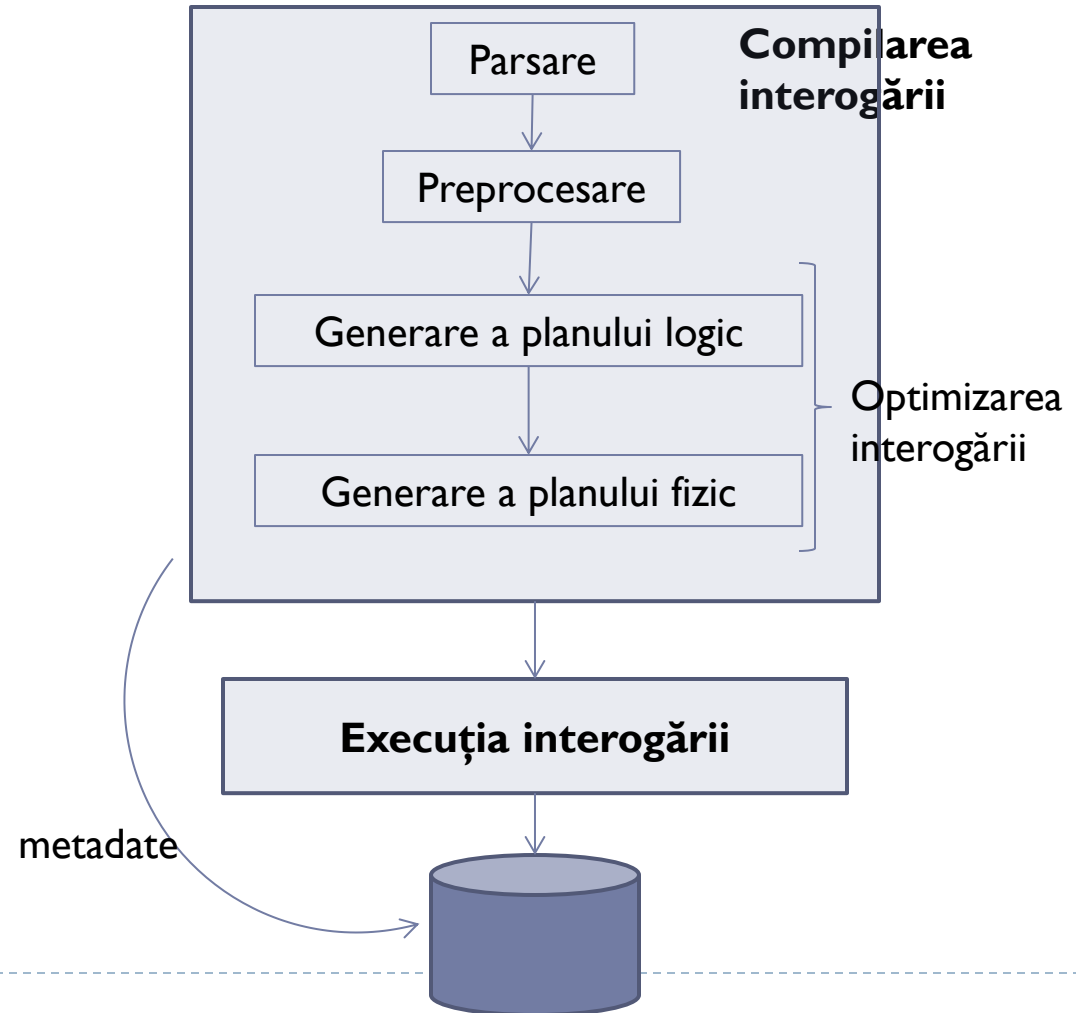 Parsare
Compilarea
interogării
Preprocesare
Generare a planului logic
Optimizarea
interogării
Generare a planului fizic
Execuția interogării
metadate